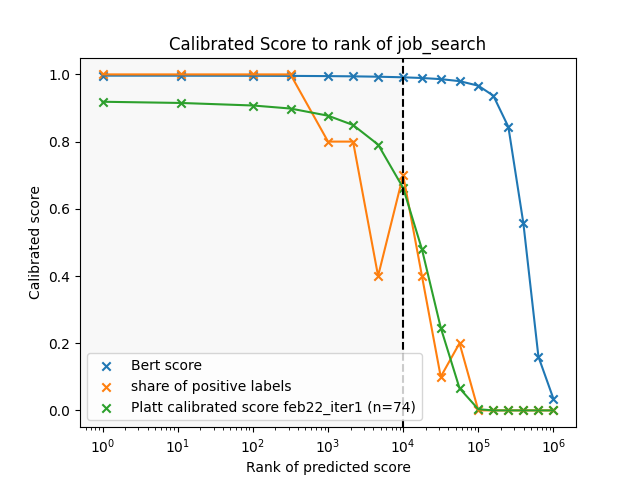 Calibrated Score to rank of job_search
Calibrated score
1.0
0.8
0.6
0.4
0.2
0.0
Bert score
share of positive labels
Platt calibrated score feb22_iter1 (n=74)
10⁰ 10¹ 10² 10³ 10⁴ 10⁵ 10⁶
Rank of predicted score